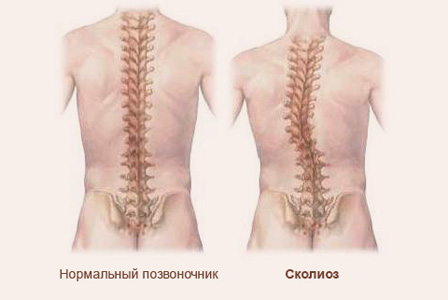 Нормальный позвоночник
Сколиоз